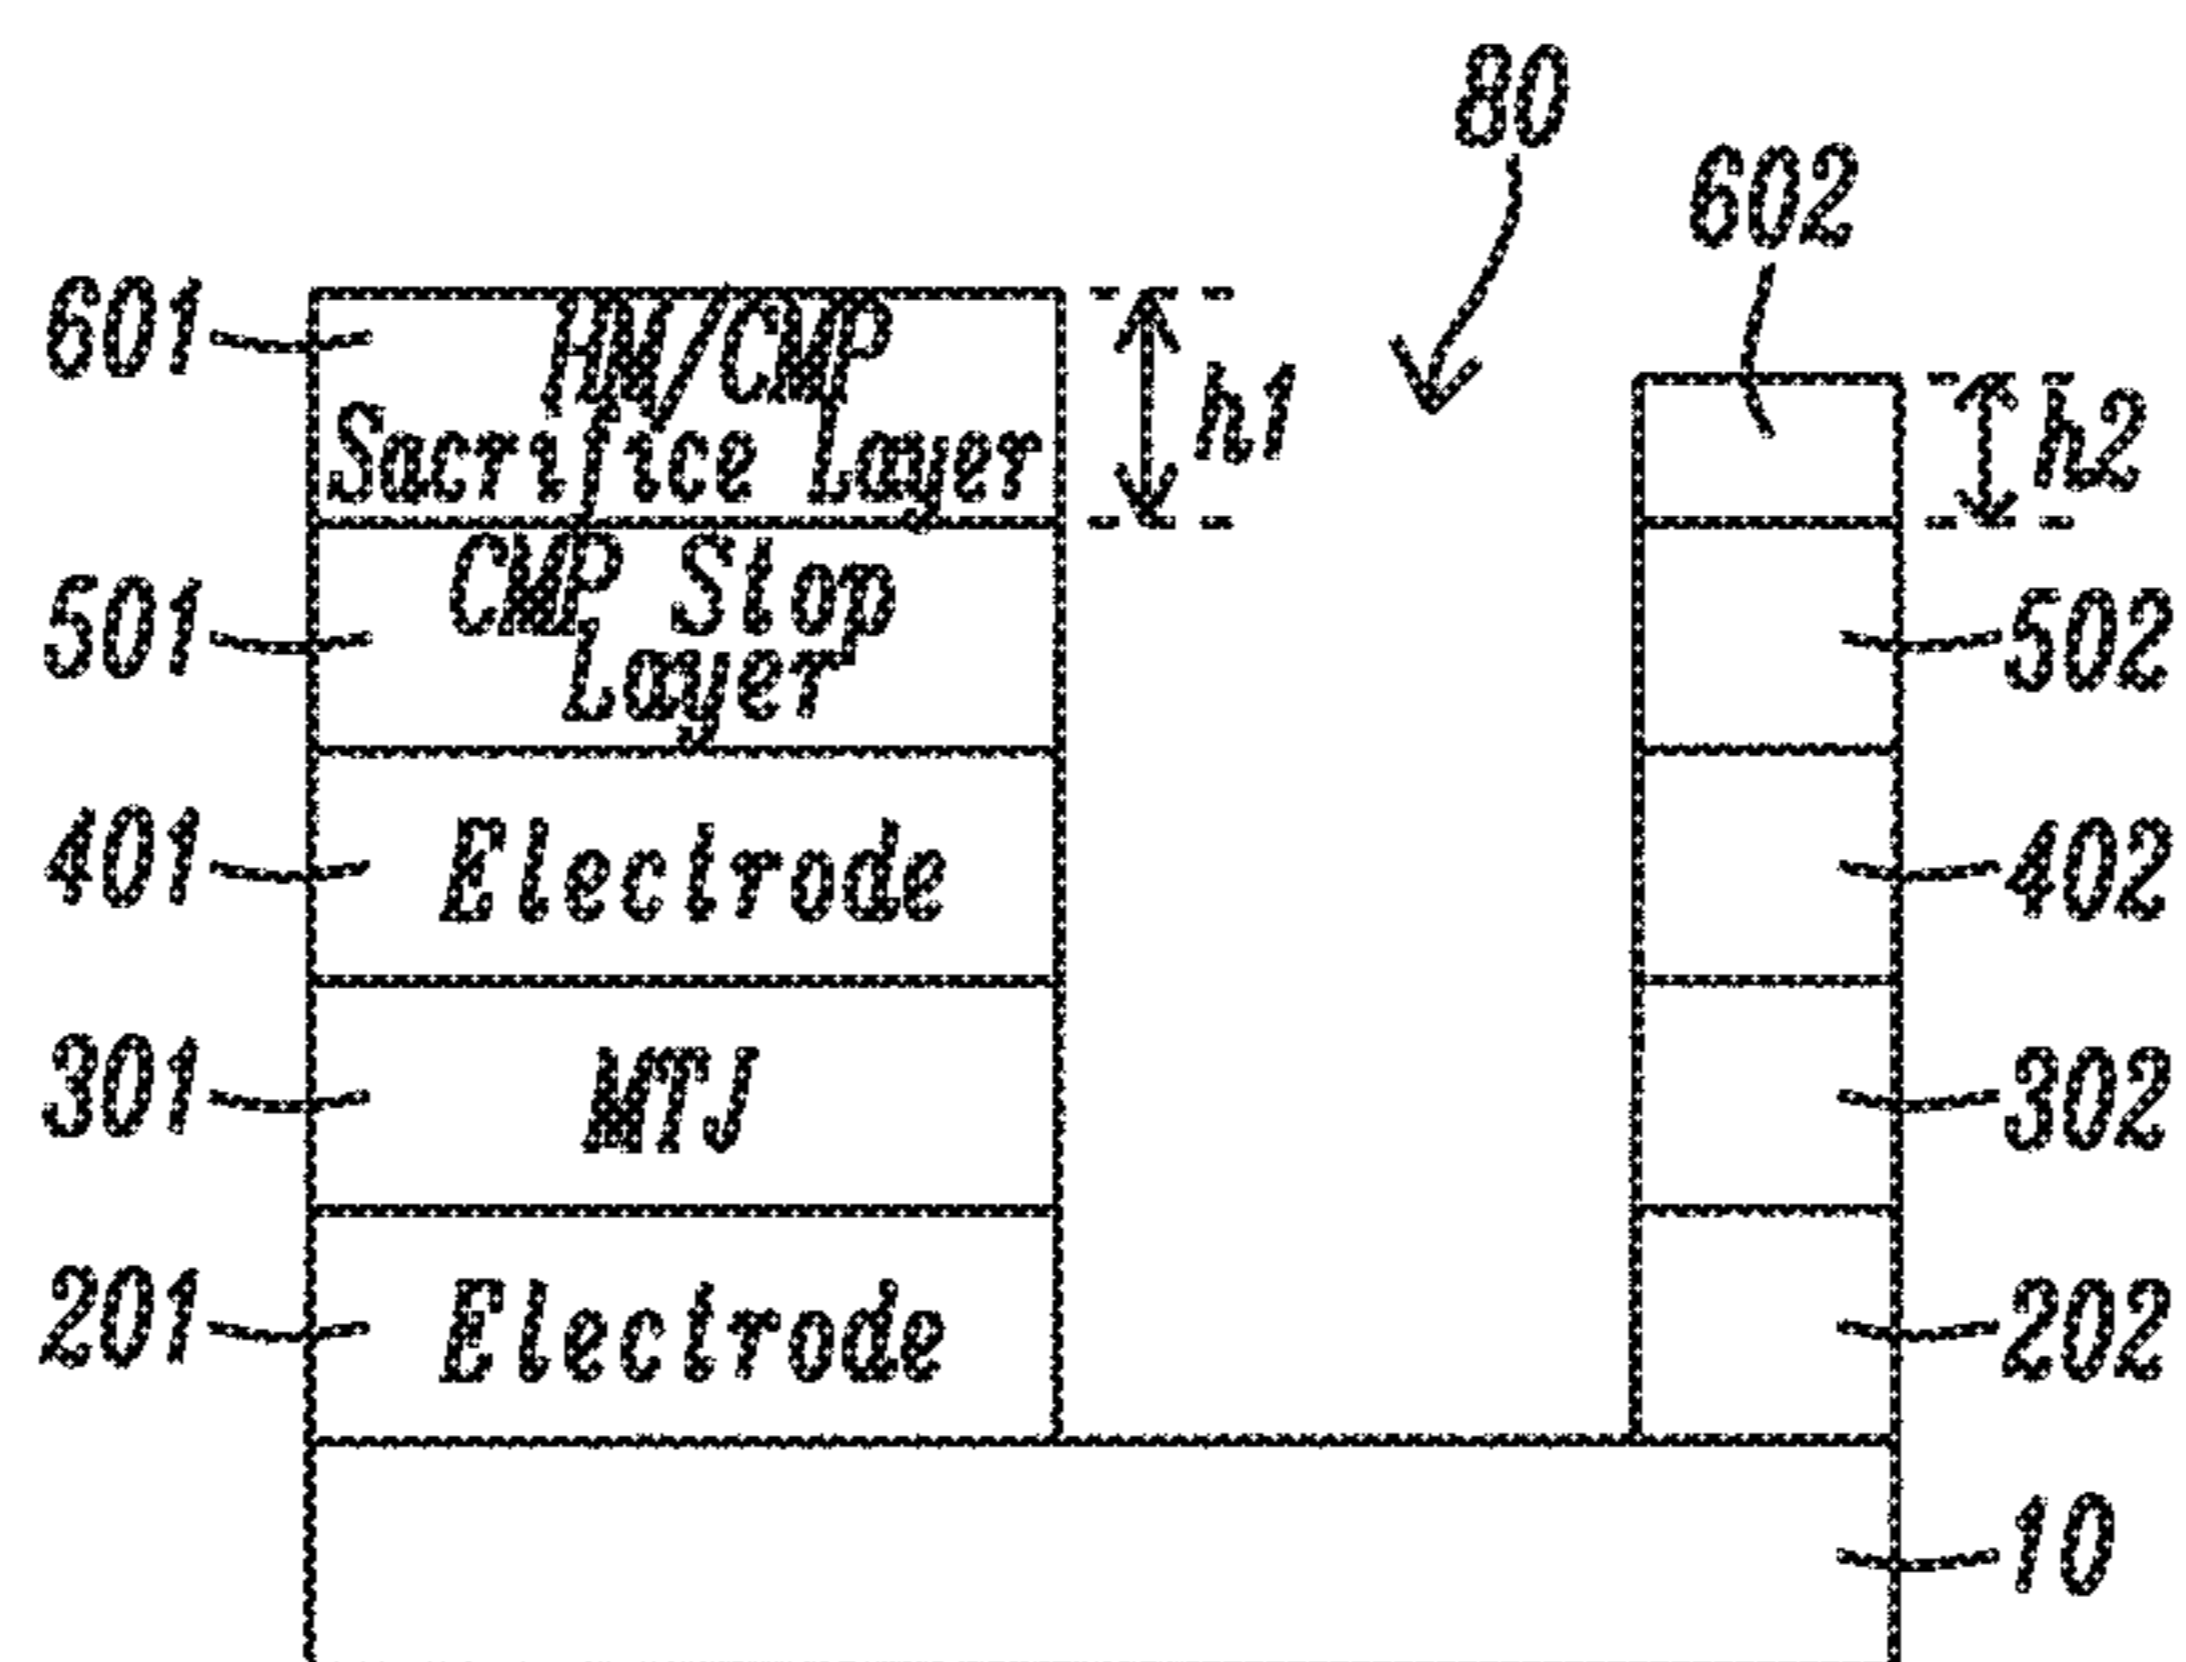 80
602
601
HM/CMP
Sacrifice Layer
h1
h2
501
CMP Stop
Layer
502
401
Electrode
402
301
MTJ
302
201
Electrode
202
10